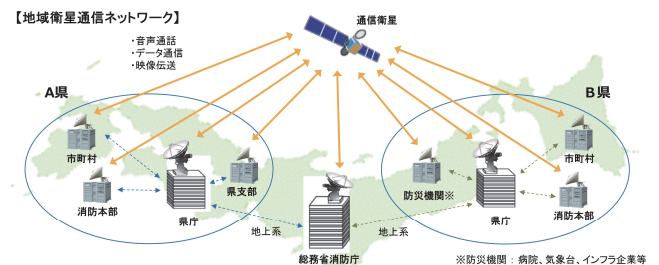 【地域衛星通信ネットワーク】
・音声通話
・データ通信
・映像伝送
通信衛星
A県
B県
市町村
消防本部
県庁
県支部
地上系
総務省消防庁
地上系
防災機関※
県庁
市町村
消防本部
※防災機関：病院、気象台、インフラ企業等